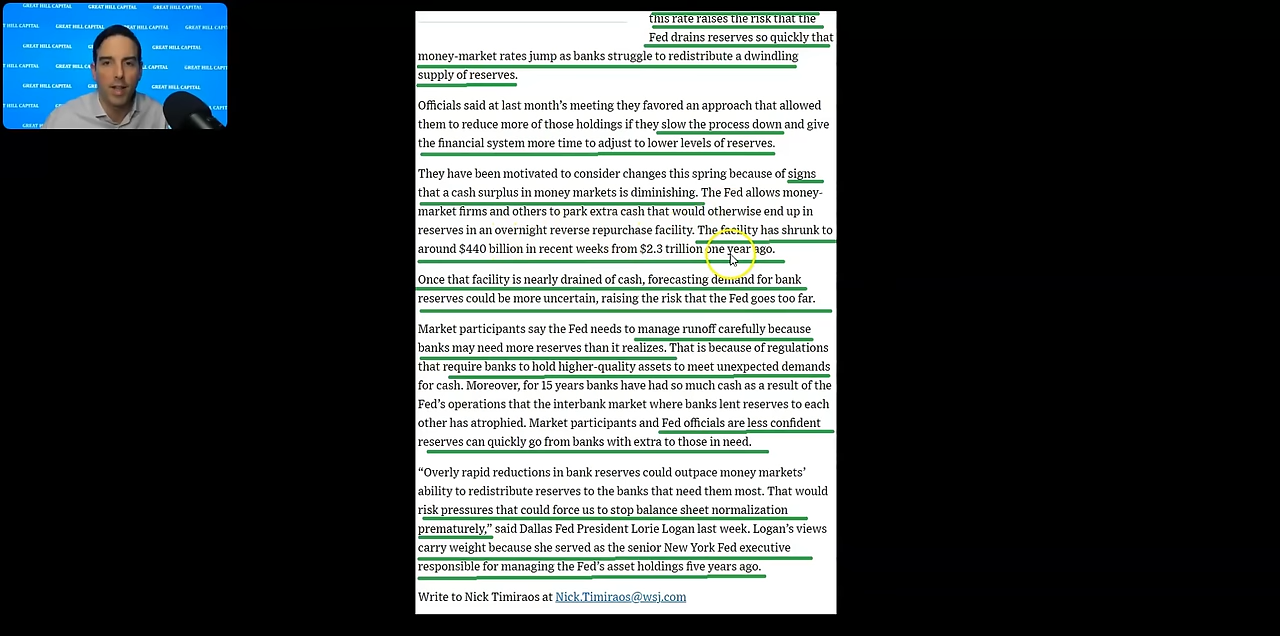 GREAT HILL CAPITAL
GREAT HILL CAPITAL
GREAT HILL CAPITAL
GREAT HILL CAPITAL
GREAT HILL CAPITAL
this rate raises the risk that the
Fed drains reserves so quickly that
money-market rates jump as banks struggle to redistribute a dwindling
supply of reserves.
Officials said at last month’s meeting they favored an approach that allowed
them to reduce more of those holdings if they slow the process down and give
the financial system more time to adjust to lower levels of reserves.
They have been motivated to consider changes this spring because of signs
that a cash surplus in money markets is diminishing. The Fed allows money-
market firms and others to park extra cash that would otherwise end up in
reserves in an overnight reverse repurchase facility. The facility has shrunk to
around $440 billion in recent weeks from $2.3 trillion one year ago.
Once that facility is nearly drained of cash, forecasting demand for bank
reserves could be more uncertain, raising the risk that the Fed goes too far.
Market participants say the Fed needs to manage runoff carefully because
banks may need more reserves than it realizes. That is because of regulations
that require banks to hold higher-quality assets to meet unexpected demands
for cash. Moreover, for 15 years banks have had so much cash as a result of the
Fed’s operations that the interbank market where banks lent reserves to each
other has atrophied. Market participants and Fed officials are less confident
reserves can quickly go from banks with extra to those in need.
“Overly rapid reductions in bank reserves could outpace money markets’
ability to redistribute reserves to the banks that need them most. That would
risk pressures that could force us to stop balance sheet normalization
prematurely,” said Dallas Fed President Lorie Logan last week. Logan’s views
carry weight because she served as the senior New York Fed executive
responsible for managing the Fed’s asset holdings five years ago.
Write to Nick Timiraos at Nick.Timiraos@wsj.com